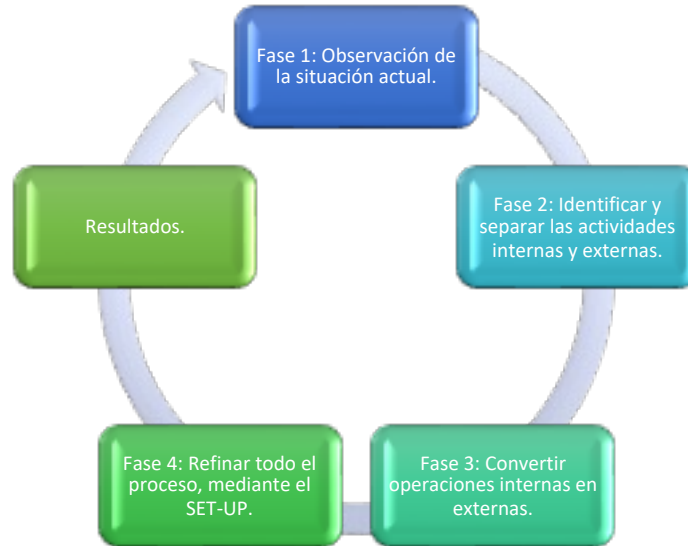 Fase 1: Observación de
la situación actual.
Fase 2: Identificar y
separar las actividades
internas y externas.
Fase 3: Convertir
operaciones internas en
externas.
Fase 4: Refinar todo el
proceso, mediante el
SET-UP.
Resultados.